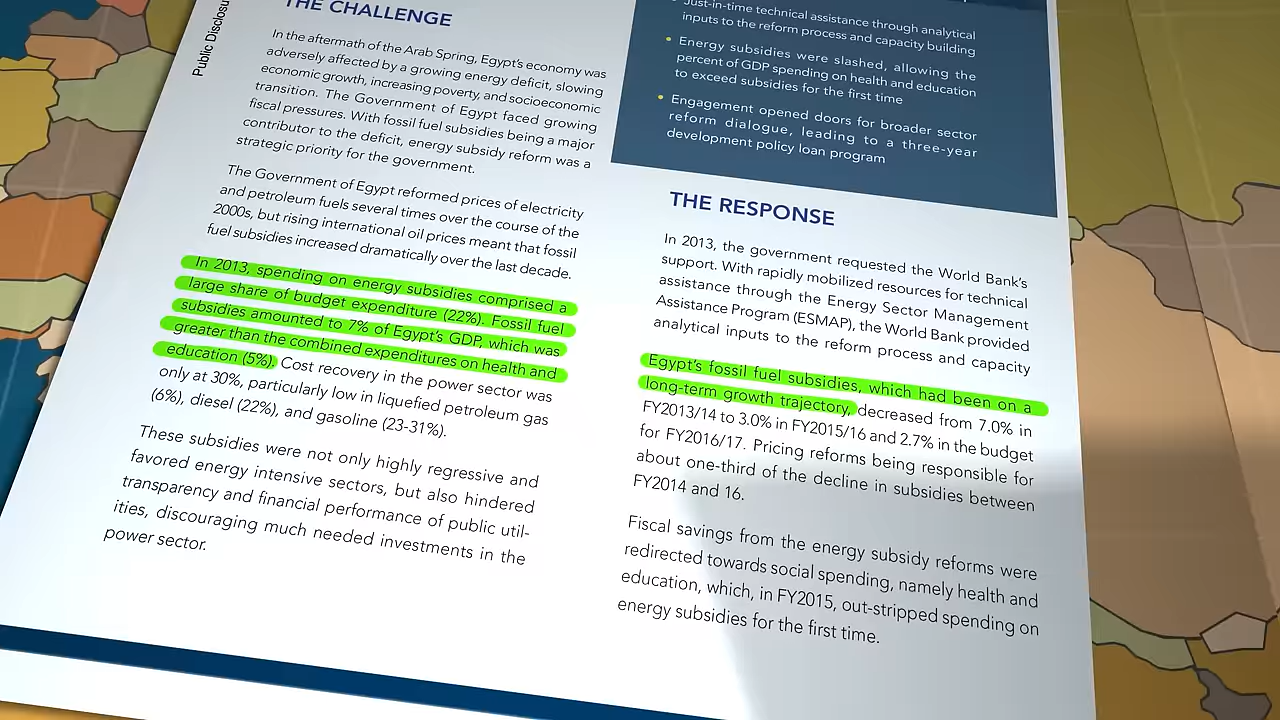 Public Disclosu
THE CHALLENGE
In the aftermath of the Arab Spring, Egypt's economy was
adversely affected by a growing energy deficit, slowing
economic growth, increasing poverty, and socioeconomic
transition. The Government of Egypt faced growing
fiscal pressures. With fossil fuel subsidies being a major
contributor to the deficit, energy subsidy reform was a
strategic priority for the government.
The Government of Egypt reformed prices of electricity
and petroleum fuels several times over the course of the
2000s, but rising international oil prices meant that fossil
fuel subsidies increased dramatically over the last decade.
In 2013, spending on energy subsidies comprised a
large share of budget expenditure (22%). Fossil fuel
subsidies amounted to 7% of Egypt's GDP, which was
greater than the combined expenditures on health and
education (5%). Cost recovery in the power sector was
only at 30%, particularly low in liquefied petroleum gas
(6%), diesel (22%), and gasoline (23-31%).
These subsidies were not only highly regressive and
favored energy intensive sectors, but also hindered
transparency and financial performance of public util-
ities, discouraging much needed investments in the
power sector.
Just-in-time technical assistance through analytical
inputs to the reform process and capacity building
• Energy subsidies were slashed, allowing the
percent of GDP spending on health and education
to exceed subsidies for the first time
• Engagement opened doors for broader sector
reform dialogue, leading to a three-year
development policy loan program
THE RESPONSE
In 2013, the government requested the World Bank's
support. With rapidly mobilized resources for technical
assistance through the Energy Sector Management
Assistance Program (ESMAP), the World Bank provided
analytical inputs to the reform process and capacity
Egypt's fossil fuel subsidies, which had been on a
long-term growth trajectory, decreased from 7.0% in
FY2013/14 to 3.0% in FY2015/16 and 2.7% in the budget
for FY2016/17. Pricing reforms being responsible for
about one-third of the decline in subsidies between
FY2014 and 16.
Fiscal savings from the energy subsidy reforms were
redirected towards social spending, namely health and
education, which, in FY2015, out-stripped spending on
energy subsidies for the first time.